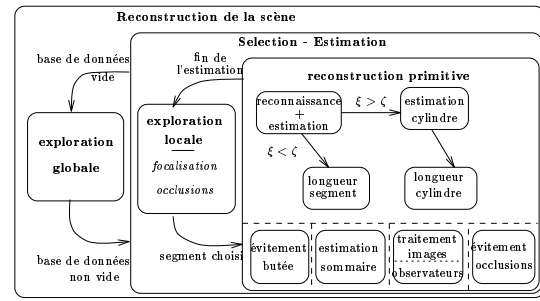 Reconstruction de la scène
Selection - Estimation
base de données
vide
fin de
l'estimation
reconstruction primitive
reconnaissance
+
estimation
ξ > ζ
estimation
cylindre
exploration
globale
exploration
locale
focalisation
occlusions
ξ < ζ
longueur
segment
longueur
cylindre
base de données
non vide
segment choisi
évitement
butée
estimation
sommaire
traitement
images
observateurs
évitement
occlusions